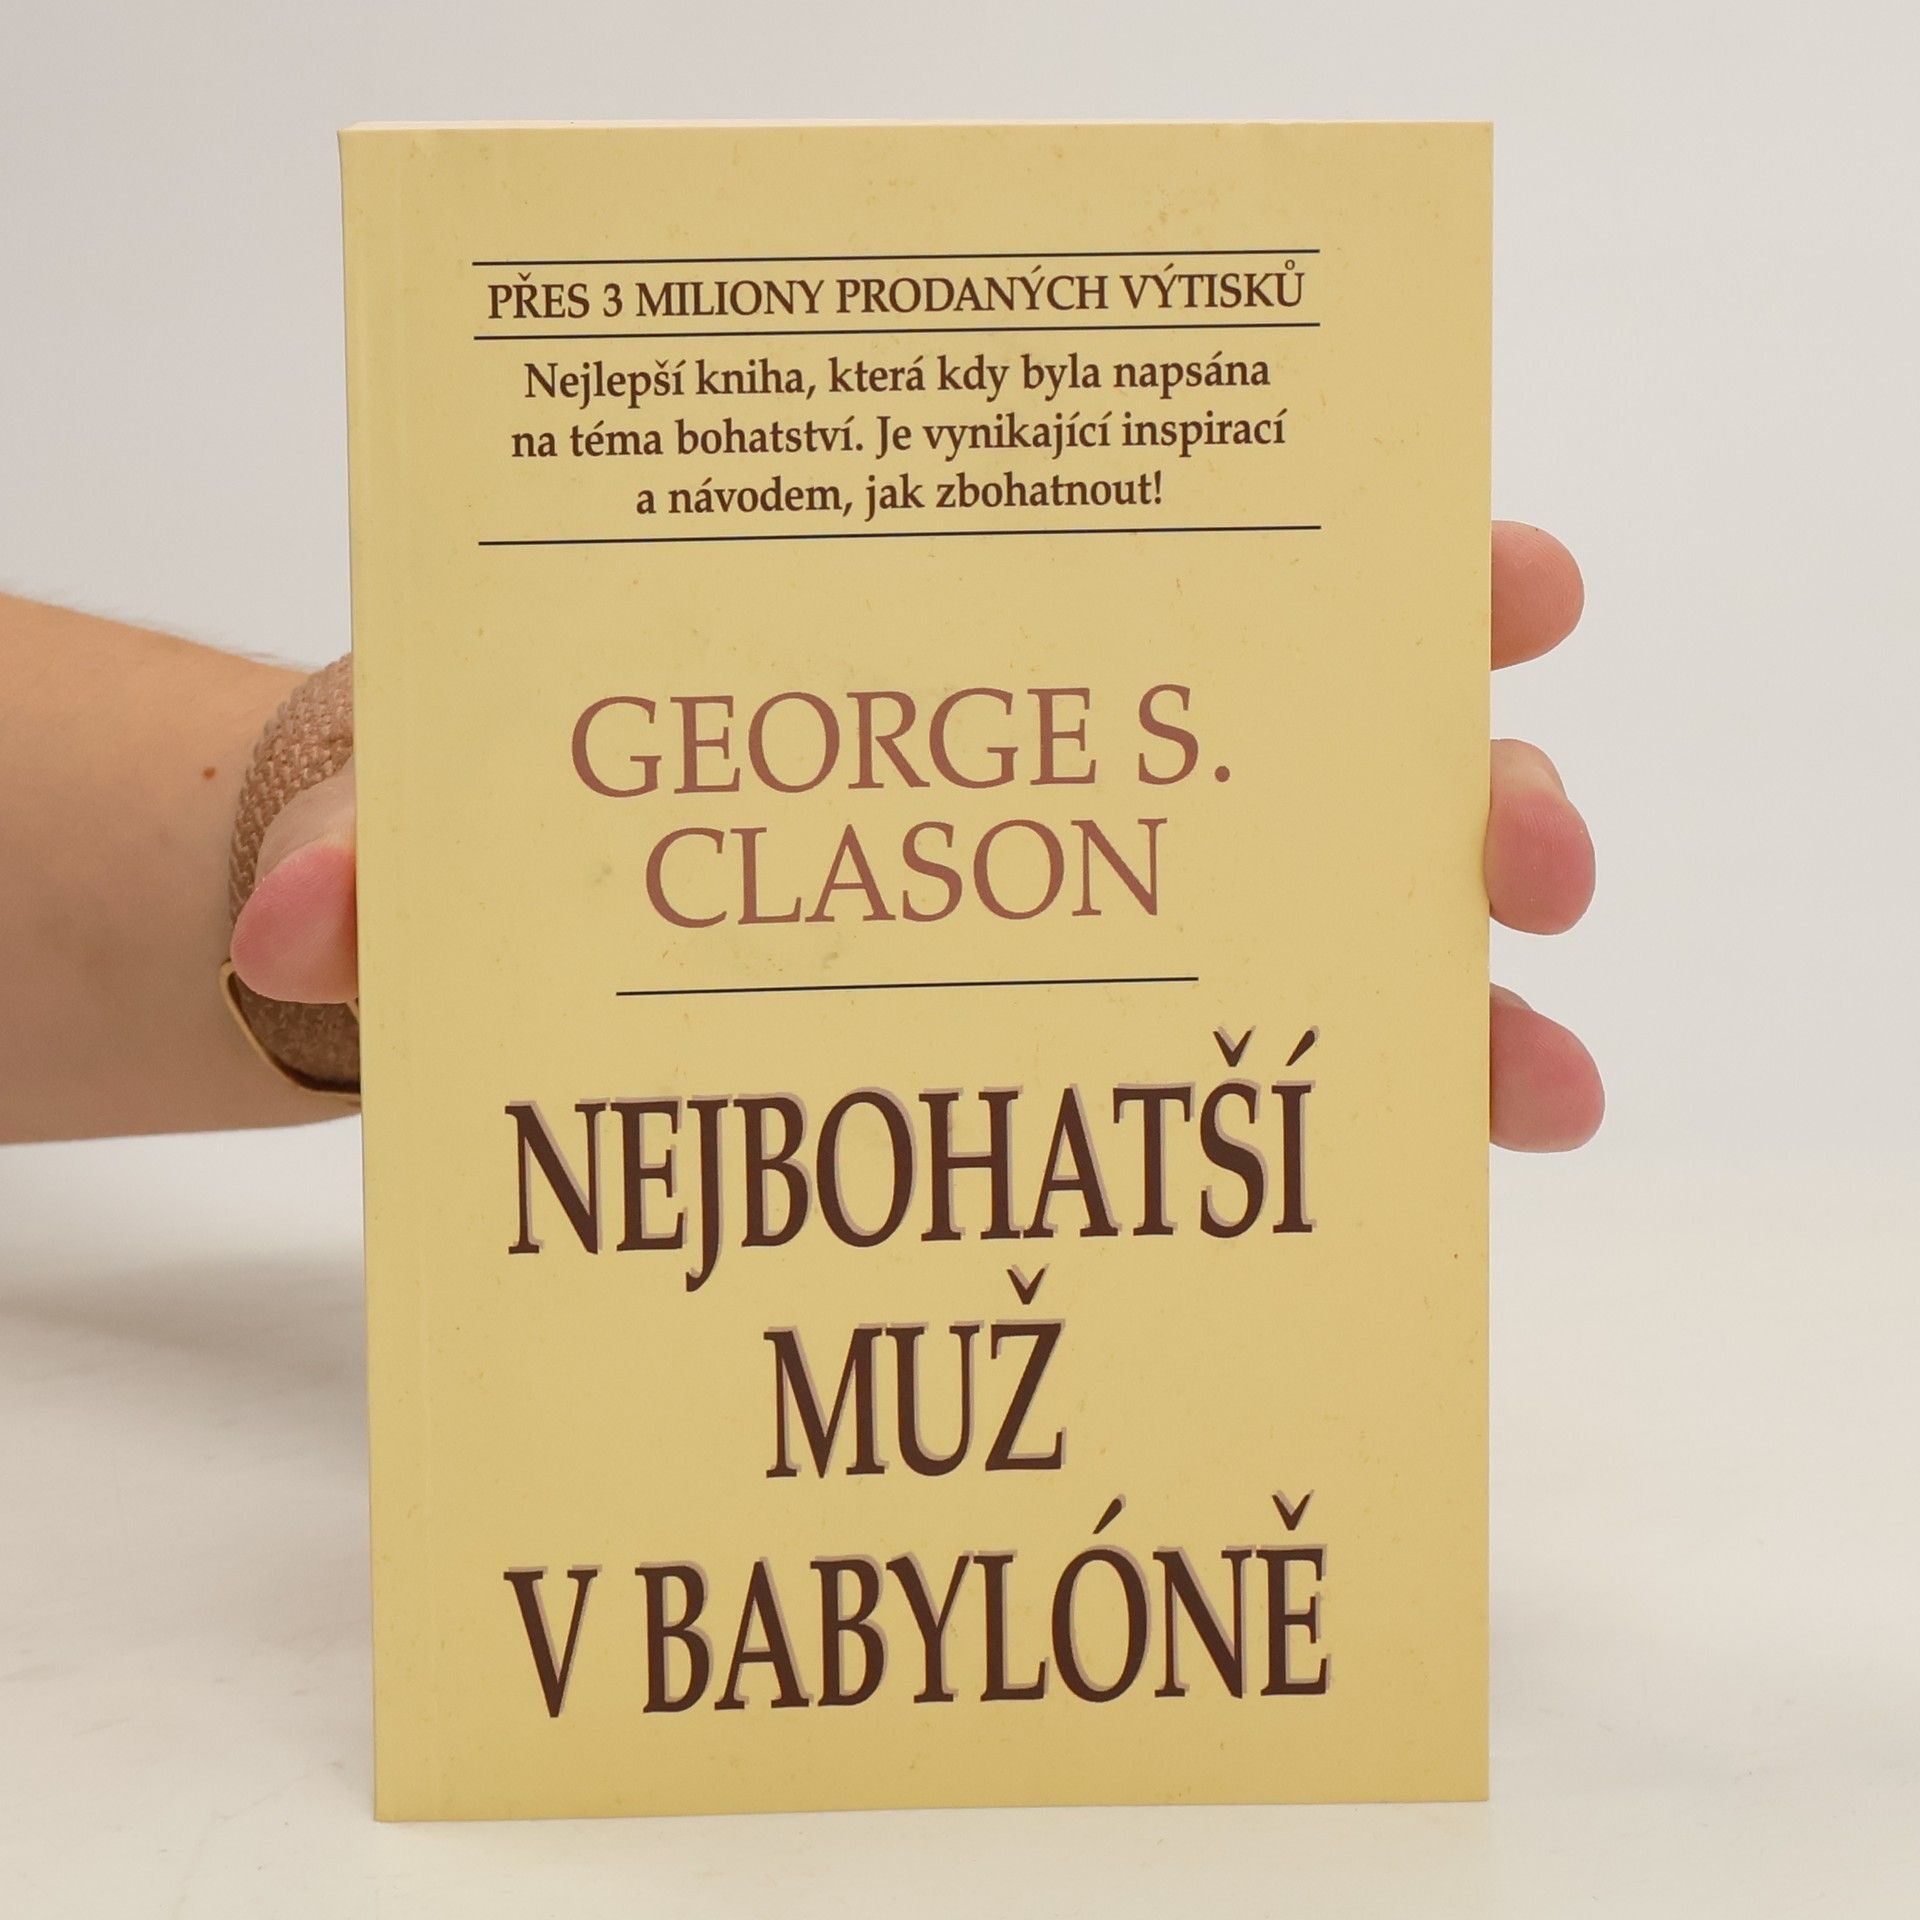 PŘES 3 MILIONY PRODANÝCH VÝTISKŮ
Nejlepší kniha, která kdy byla napsána
na téma bohatství. Je vynikající inspirací
a návodem, jak zbohatnout!
GEORGE S.
CLASON
NEJBOHATŠÍ
MUŽ
V BABYLÓNĚ